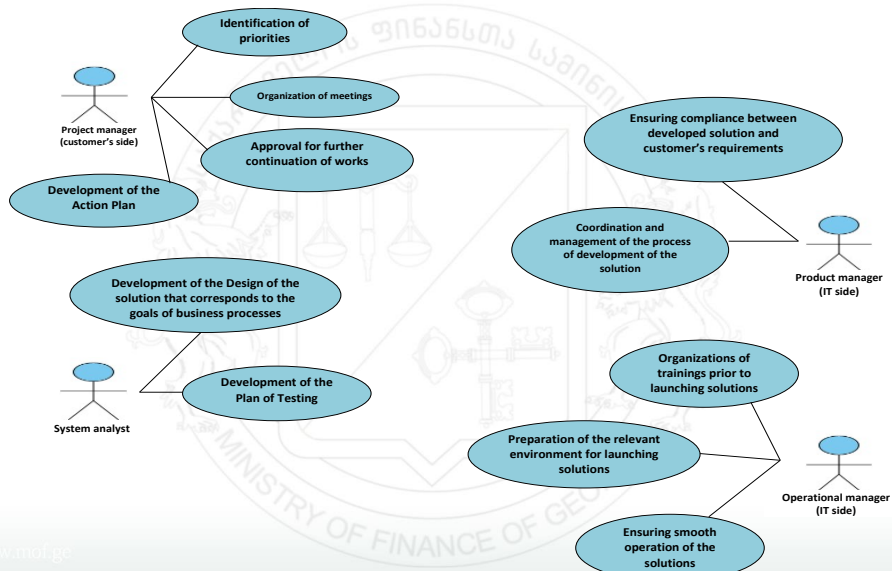 Identification of
priorities
Organization of meetings
Approval for further
continuation of works
Development of the
Action Plan
Project manager
(customer's side)
Ensuring compliance between
developed solution and
customer's requirements
Coordination and
management of the process
of development of the
solution
Product manager
(IT side)
Development of the Design of the
solution that corresponds to the
goals of business processes
Development of the
Plan of Testing
System analyst
Organizations of
trainings prior to
launching solutions
Preparation of the relevant
environment for launching
solutions
Ensuring smooth
operation of the
solutions
Operational manager
(IT side)
ფინანსთა
MINISTRY OF FINANCE OF GEO
w.mof.ge